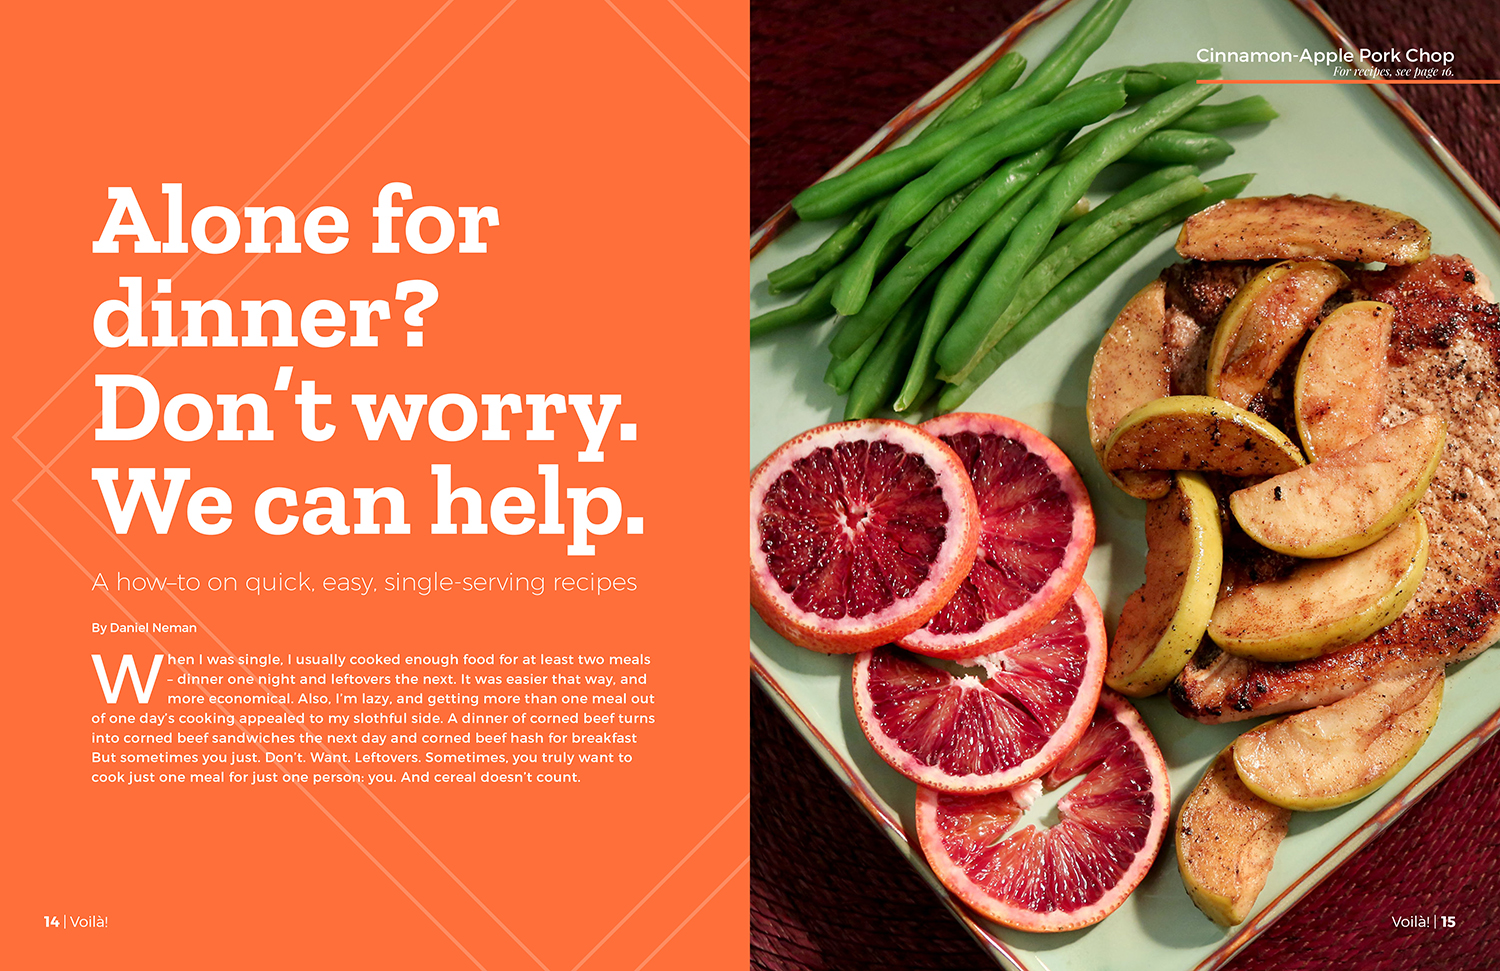 Alone for
dinner?
Don't worry.
We can help.
A how-to on quick, easy, single-serving recipes
By Daniel Neman
When I was single, I usually cooked enough food for at least two meals
– dinner one night and leftovers the next. It was easier that way, and
more economical. Also, I'm lazy, and getting more than one meal out
of one day's cooking appealed to my slothful side. A dinner of corned beef turns
into corned beef sandwiches the next day and corned beef hash for breakfast
But sometimes you just. Don't. Want. Leftovers. Sometimes, you truly want to
cook just one meal for just one person: you. And cereal doesn't count.
14 | Voilà!
Cinnamon-Apple Pork Chop
For recipes, see page 16.
Voilà! | 15